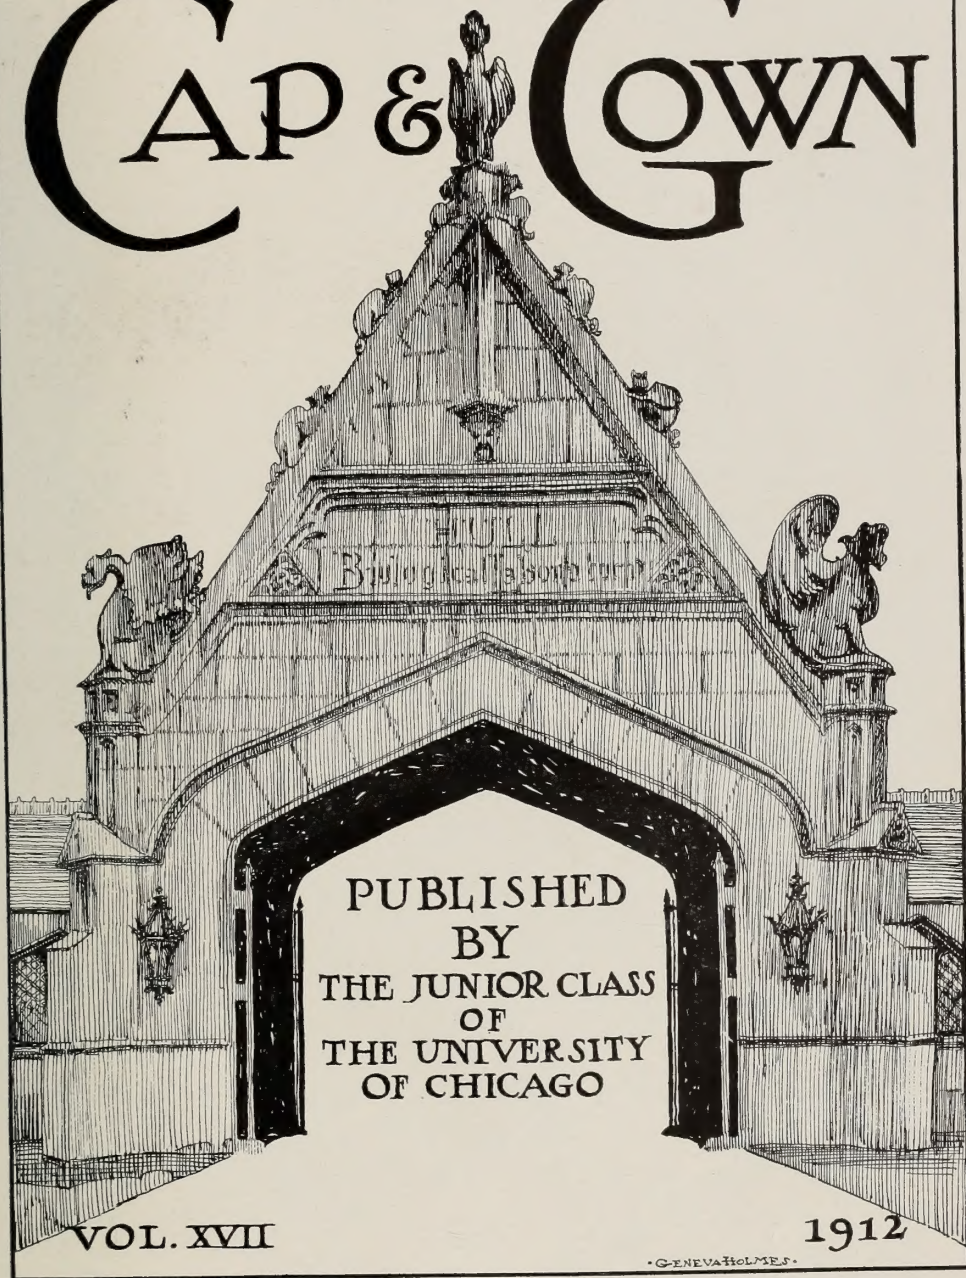 CAP & GOWN
HULL
Biological Laboratory
PUBLISHED
BY
THE JUNIOR CLASS
OF
THE UNIVERSITY
OF CHICAGO
VOL. XVII
1912
·GENEVA·HOLMES·